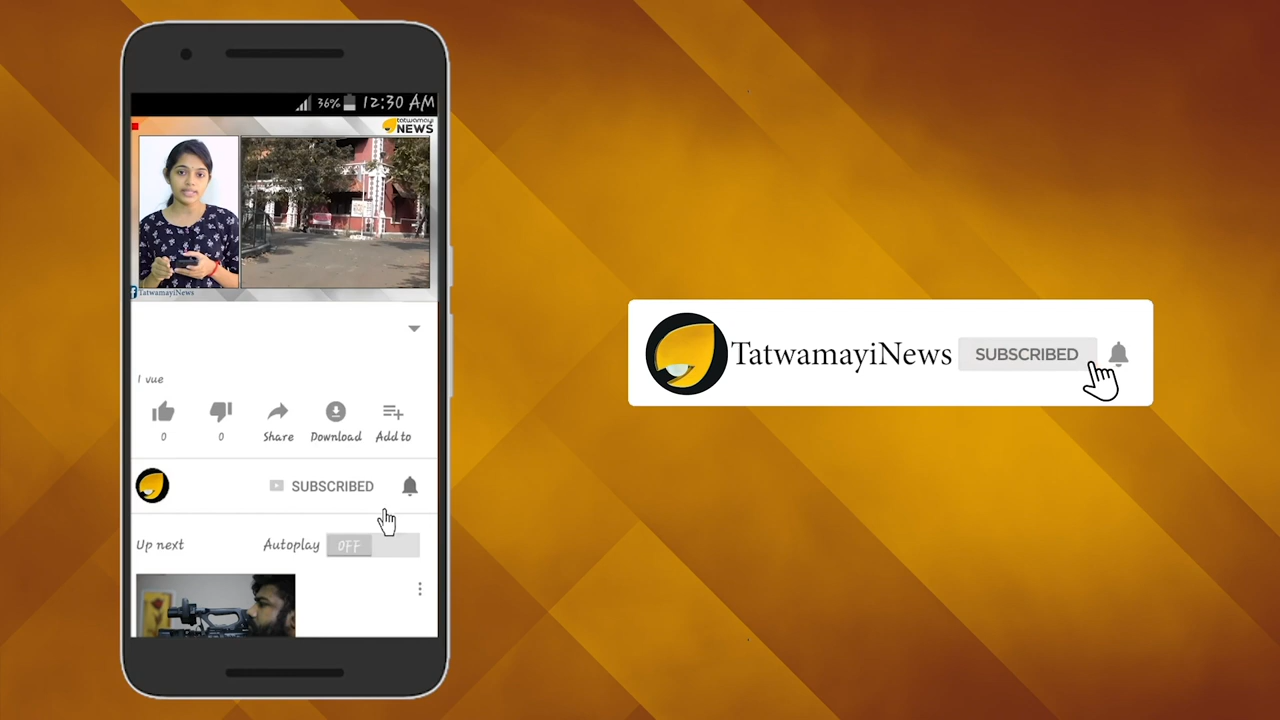 36% 12:30 AM
tatwamayi
NEWS
TatwamayiNews
1 vue
0 0 Share Download Add to
SUBSCRIBED
Up next Autoplay OFF
TatwamayiNews SUBSCRIBED